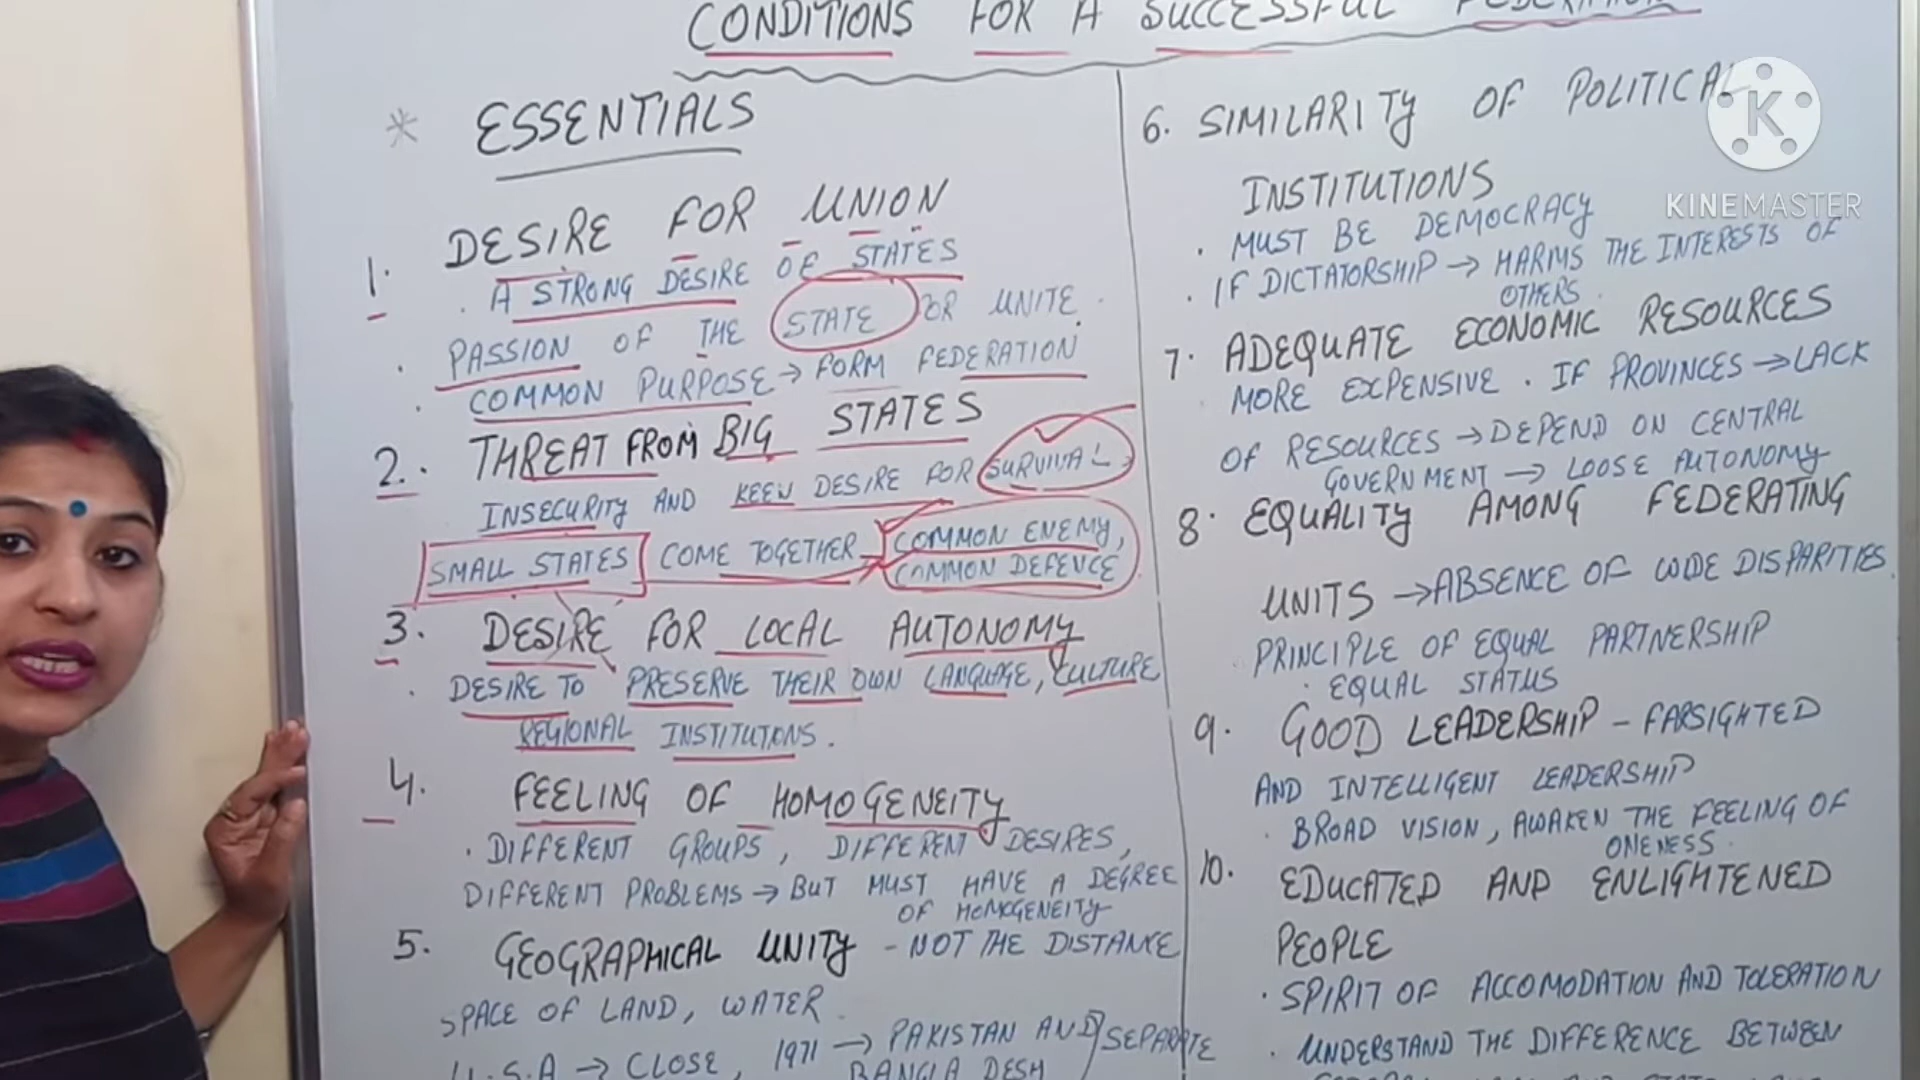 CONDITIONS FOR A SUCCESSFUL FEDERATION
* ESSENTIALS
1. DESIRE FOR UNION
. A STRONG DESIRE OF STATES
. PASSION OF THE STATE FOR UNITE.
. COMMON PURPOSE → FORM FEDERATION
2. THREAT FROM BIG STATES
INSECURITY AND KEEN DESIRE FOR SURVIVAL
SMALL STATES COME TOGETHER → COMMON ENEMY,
COMMON DEFENCE
3. DESIRE FOR LOCAL AUTONOMY
. DESIRE TO PRESERVE THEIR OWN LANGUAGE, CULTURE
REGIONAL INSTITUTONS.
4. FEELING OF HOMOGENEITY
. DIFFERENT GROUPS, DIFFERENT DESIRES,
DIFFERENT PROBLEMS → BUT MUST HAVE A DEGREE
OF HOMOGENEITY
5. GEOGRAPHICAL UNITY - NOT THE DISTANCE
SPACE OF LAND, WATER.
U.S.A → CLOSE, 1971 → PAKISTAN AND SEPARATE
BANGLA DESH
6. SIMILARITY OF POLITICAL
INSTITUTIONS
. MUST BE DEMOCRACY
. IF DICTATORSHIP → HARMS THE INTERESTS OF
OTHERS.
7. ADEQUATE ECONOMIC RESOURCES
MORE EXPENSIVE . IF PROVINCES → LACK
OF RESOURCES → DEPEND ON CENTRAL
GOVERNMENT → LOOSE AUTONOMY
8. EQUALITY AMONG FEDERATING
UNITS → ABSENCE OF WIDE DISPARITIES.
PRINCIPLE OF EQUAL PARTNERSHIP
. EQUAL STATUS
9. GOOD LEADERSHIP - FARSIGHTED
AND INTELLIGENT LEADERSHIP
. BROAD VISION, AWAKEN THE FEELING OF
ONENESS.
10. EDUCATED AND ENLIGHTENED
PEOPLE
. SPIRIT OF ACCOMODATION AND TOLERATION
. UNDERSTAND THE DIFFERENCE BETWEEN
K
KINEMASTER